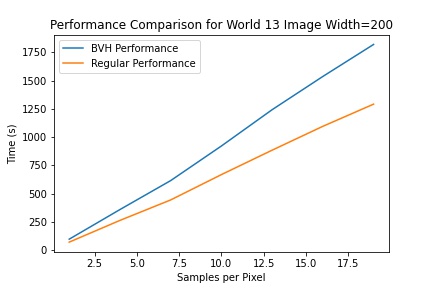 Performance Comparison for World 13 Image Width=200
BVH Performance
Regular Performance
1750
1500
1250
1000
750
500
250
0
Time (s)
2.5 5.0 7.5 10.0 12.5 15.0 17.5
Samples per Pixel